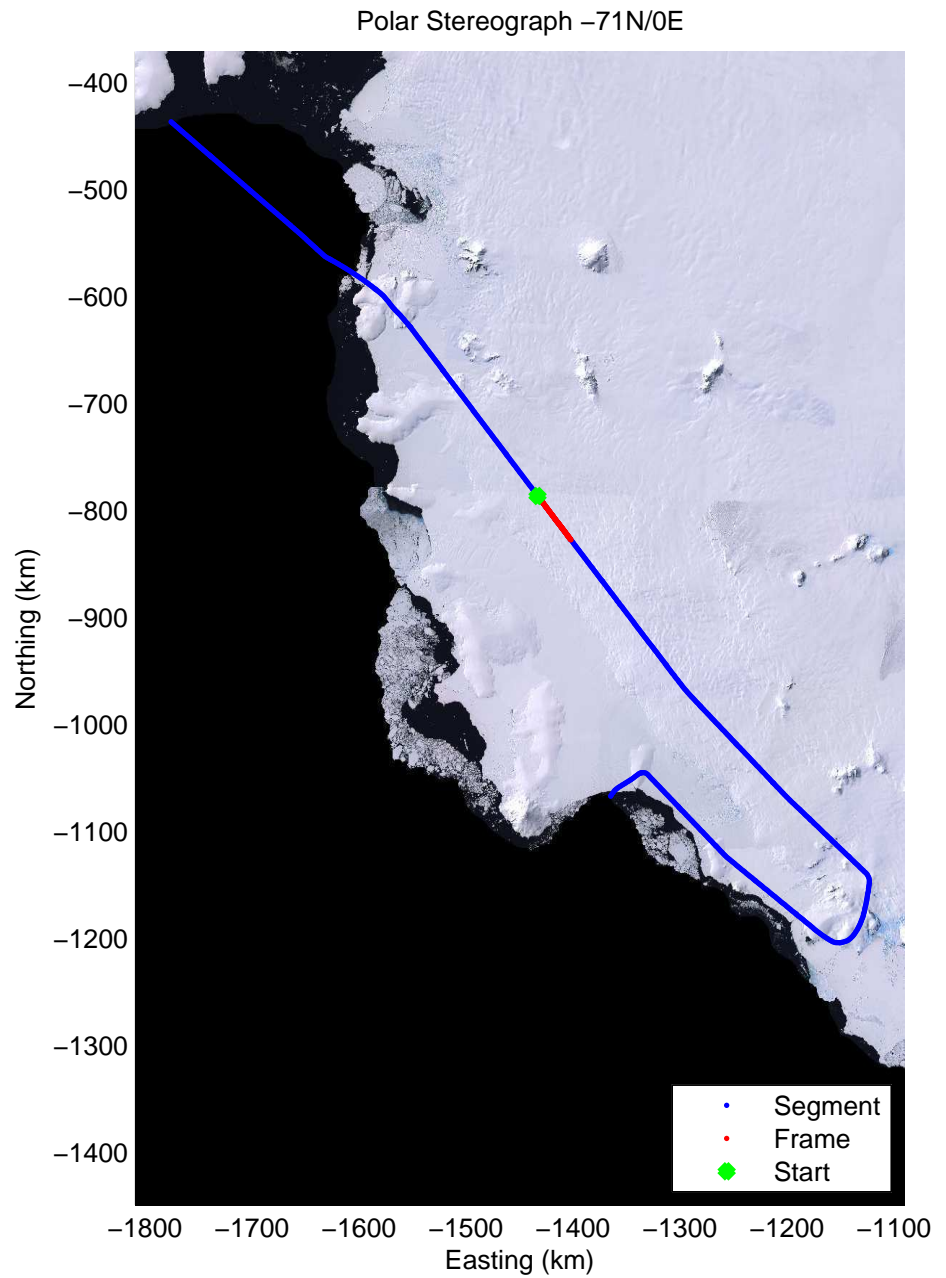 Polar Stereograph −71N/0E
−400
−500
−600
−700
−800
−900
−1000
−1100
−1200
−1300
−1400
Northing (km)
Segment
Frame
Start
−1800 −1700 −1600 −1500 −1400 −1300 −1200 −1100
Easting (km)